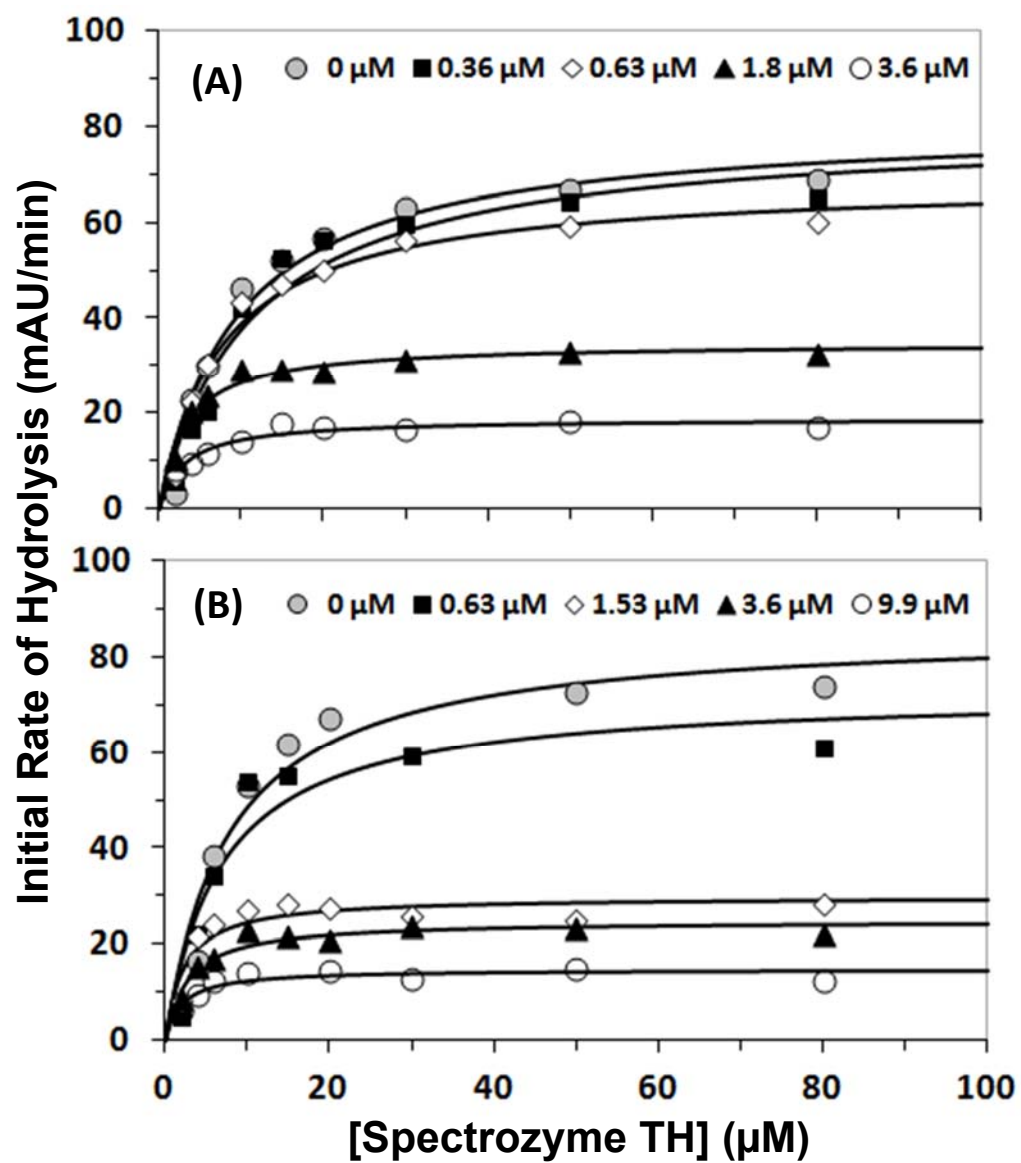 100
(A) 0 µM 0.36 µM 0.63 µM 1.8 µM 3.6 µM
80
60
40
20
0
Initial Rate of Hydrolysis (mAU/min)
100
(B) 0 µM 0.63 µM 1.53 µM 3.6 µM 9.9 µM
80
60
40
20
0
0 20 40 60 80 100
[Spectrozyme TH] (µM)